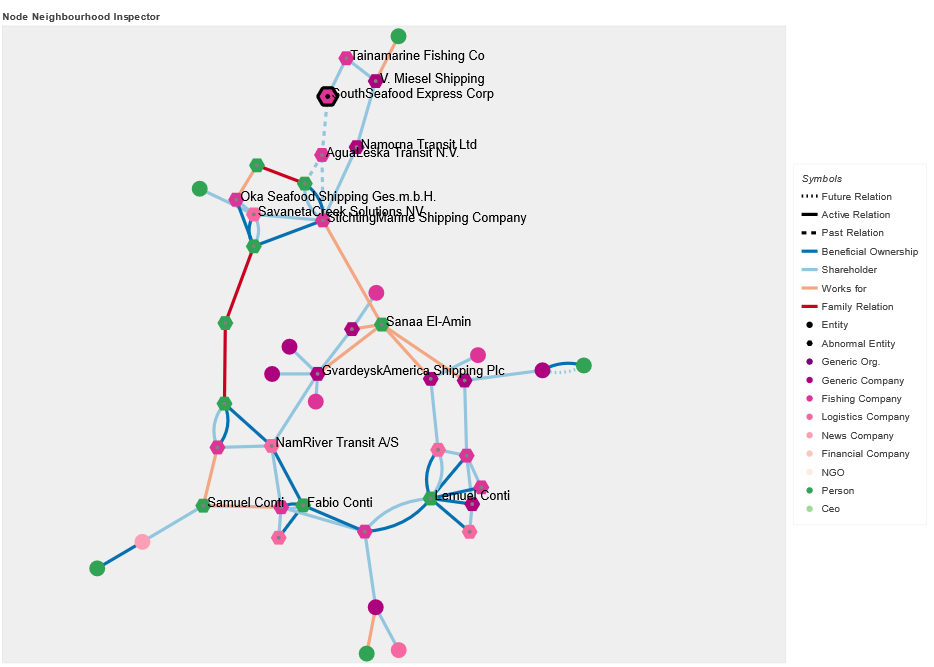 Node Neighbourhood Inspector
Tainamarine Fishing Co
V. Miesel Shipping
SouthSeafood Express Corp
Namorna Transit Ltd
AguaLeska Transit N.V.
Oka Seafood Shipping Ges.m.b.H.
SavanetaCreek Solutions NV
StichtingMarine Shipping Company
Sanaa El-Amin
GvardeyskAmerica Shipping Plc
NamRiver Transit A/S
Samuel Conti
Fabio Conti
Lemuel Conti
Symbols
Future Relation
Active Relation
Past Relation
Beneficial Ownership
Shareholder
Works for
Family Relation
Entity
Abnormal Entity
Generic Org.
Generic Company
Fishing Company
Logistics Company
News Company
Financial Company
NGO
Person
Ceo